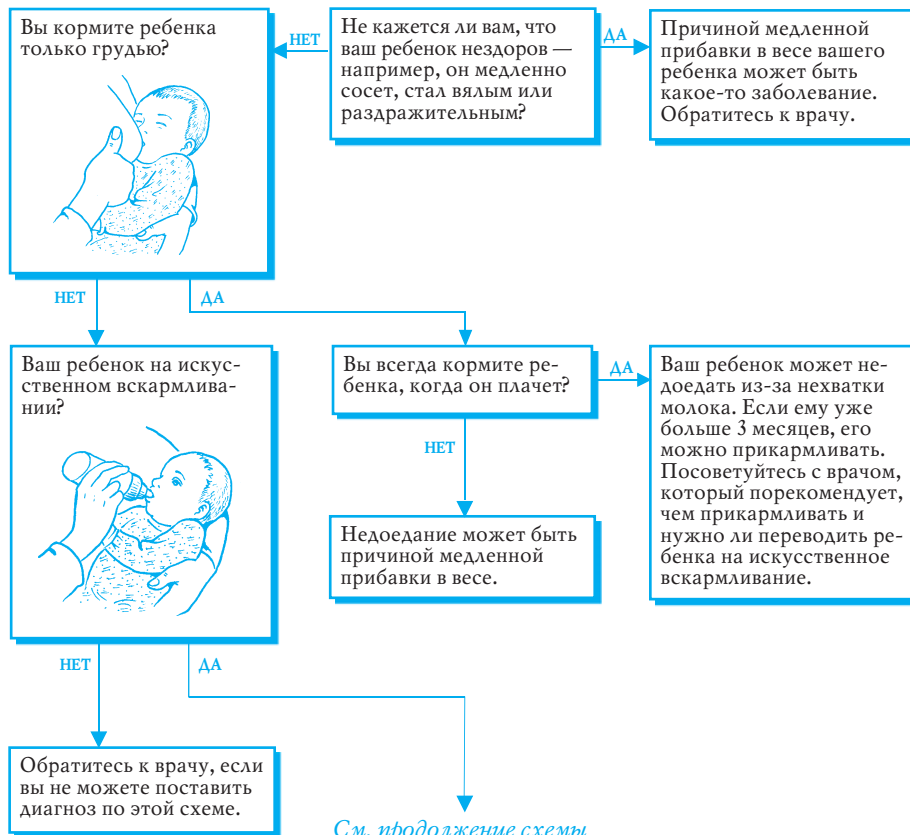 Вы кормите ребенка
только грудью?
НЕТ
Не кажется ли вам, что
ваш ребенок нездоров —
например, он медленно
сосет, стал вялым или
раздражительным?
ДА
Причиной медленной
прибавки в весе вашего
ребенка может быть
какое-то заболевание.
Обратитесь к врачу.
НЕТ
ДА
Ваш ребенок на искус-
ственном вскармлива-
нии?
Вы всегда кормите ре-
бенка, когда он плачет?
ДА
Ваш ребенок может не-
доедать из-за нехватки
молока. Если ему уже
больше 3 месяцев, его
можно прикармливать.
Посоветуйтесь с врачом,
который порекомендует,
чем прикармливать и
нужно ли переводить ре-
бенка на искусственное
вскармливание.
НЕТ
Недоедание может быть
причиной медленной
прибавки в весе.
НЕТ
ДА
Обратитесь к врачу, если
вы не можете поставить
диагноз по этой схеме.
См. продолжение схемы